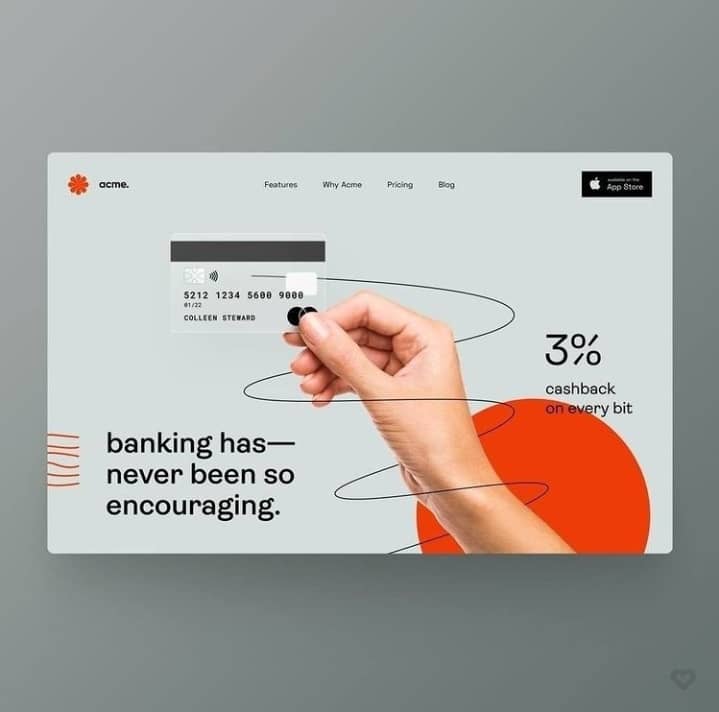 acme.
Features
Why Acme
Pricing
Blog
available on the
App Store
5212 1234 5600 9000
01/22
COLLEEN STEWARD
3%
cashback
on every bit
banking has—
never been so
encouraging.